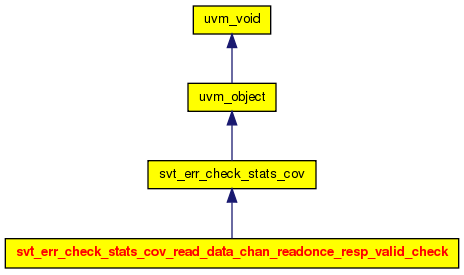 uvm_void
uvm_object
svt_err_check_stats_cov
svt_err_check_stats_cov_read_data_chan_readonce_resp_valid_check